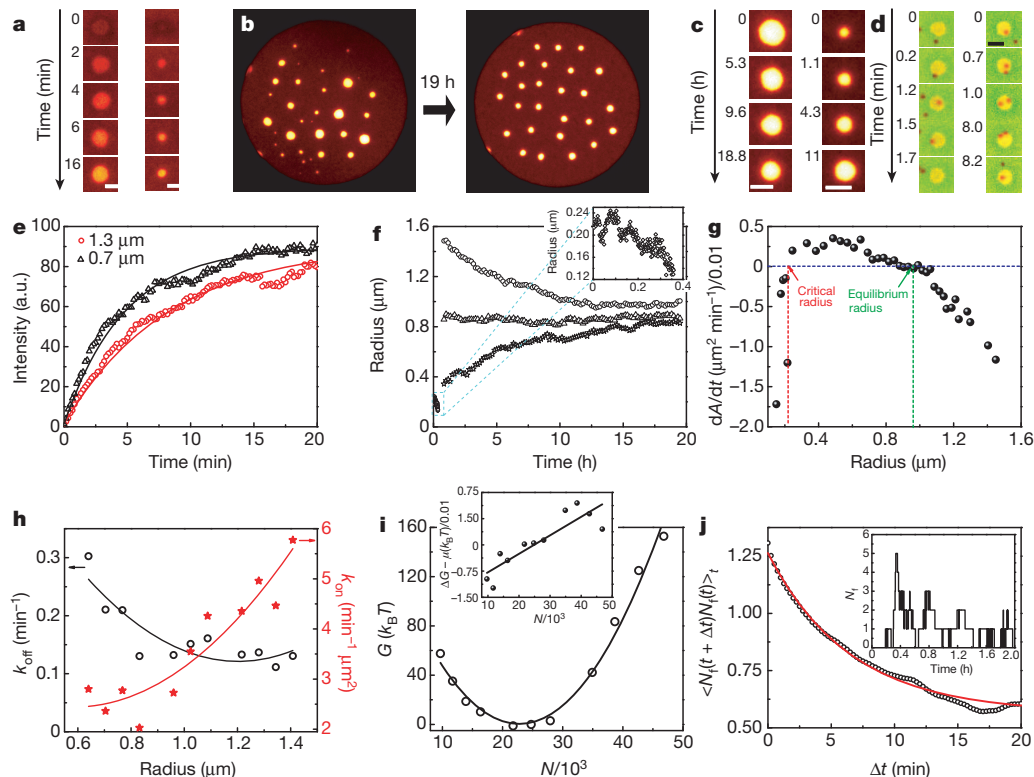 a
b
c
d
Time (min)
0
2
4
6
16
19 h
Time (h)
0
5.3
9.6
18.8
0
1.1
4.3
11
Time (min)
0
0.2
1.0
1.5
1.7
0
0.7
1.2
8.0
8.2
e
1.3 μm
0.7 μm
Intensity (a.u.)
100
80
60
40
20
0
0 5 10 15 20
Time (min)
f
Radius (μm)
1.6
1.2
0.8
0.4
0
0 5 10 15 20
Time (h)
Radius (μm)
0.24
0.20
0.16
0.12
0 0.2 0.4
g
dA/dt (μm² min⁻¹)/0.01
0.5
0
−0.5
−1.0
−1.5
−2.0
Critical
radius
Equilibrium
radius
0 0.4 0.8 1.2 1.6
Radius (μm)
h
k_off (min⁻¹)
0.3
0.2
0.1
0
k_on (min⁻¹ μm²)
6
5
4
3
2
0.6 0.8 1.0 1.2 1.4
Radius (μm)
i
G (k_BT)
160
120
80
40
0
10 20 30 40 50
N/10³
ΔG − μ(k_BT)/0.01
0.75
0
−0.75
−1.50
10 20 30 40 50
N/10³
j
<N_f(t + Δt)N_f(t)>_t
1.25
1.00
0.75
0.50
0 5 10 15 20
Δt (min)
N_f
6
4
2
0
0 0.4 0.8 1.2 1.6 2.0
Time (h)